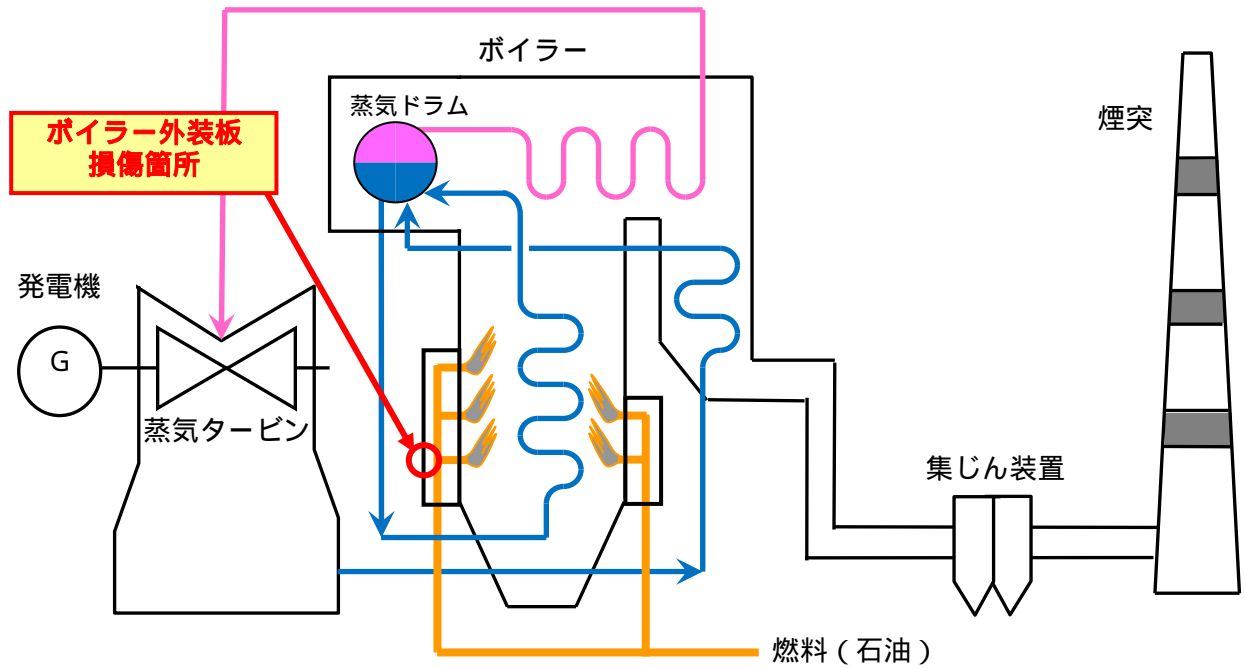 ボイラー
蒸気ドラム
ボイラー外装板
損傷箇所
煙突
発電機
G
蒸気タービン
集じん装置
燃料（石油）